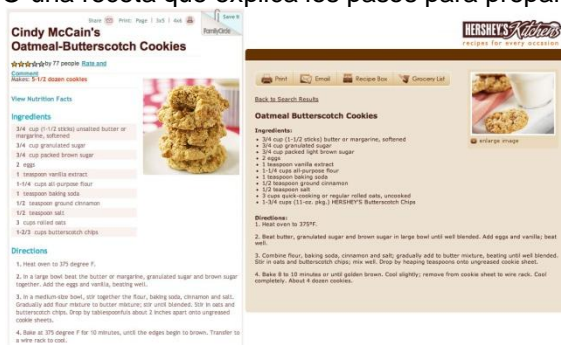 O una receta que explica los pasos para prepar
Share Print Page | 3x5 | Ask
Save It
FamilyCircle
Cindy McCain's
Oatmeal-Butterscotch Cookies
by 77 people Rate and
Comment
Makes: 5-1/2 dozen cookies
View Nutrition Facts
Ingredients
3/4 cup (1-1/2 sticks) unsalted butter or
margarine, softened
3/4 cup granulated sugar
3/4 cup packed brown sugar
2 eggs
1 teaspoon vanilla extract
1-1/4 cups all-purpose flour
1 teaspoon baking soda
1/2 teaspoon ground cinnamon
1/2 teaspoon salt
3 cups rolled oats
1-2/3 cups butterscotch chips
Directions
1. Heat oven to 375 degree F.
2. In a large bowl beat the butter or margarine, granulated sugar and brown sugar
together. Add the eggs and vanilla, beating well.
3. In a medium-size bowl, stir together the flour, baking soda, cinnamon and salt.
Gradually add flour mixture to butter mixture; stir until blended. Stir in oats and
butterscotch chips. Drop by tablespoonfuls about 2 inches apart onto ungreased
cookie sheets.
4. Bake at 375 degree F for 10 minutes, until the edges begin to brown. Transfer to
a wire rack to cool.
HERSHEY'S Kitchens
recipes for every occasion
Print Email Recipe Box Grocery List
Back to Search Results
Oatmeal Butterscotch Cookies
enlarge image
Ingredients:
• 3/4 cup (1-1/2 sticks) butter or margarine, softened
• 3/4 cup granulated sugar
• 3/4 cup packed light brown sugar
• 2 eggs
• 1 teaspoon vanilla extract
• 1-1/4 cups all-purpose flour
• 1 teaspoon baking soda
• 1/2 teaspoon ground cinnamon
• 1/2 teaspoon salt
• 3 cups quick-cooking or regular rolled oats, uncooked
• 1-3/4 cups (11-oz. pkg.) HERSHEY'S Butterscotch Chips
Directions:
1. Heat oven to 375°F.
2. Beat butter, granulated sugar and brown sugar in large bowl until well blended. Add eggs and vanilla; beat
well.
3. Combine flour, baking soda, cinnamon and salt; gradually add to butter mixture, beating until well blended.
Stir in oats and butterscotch chips; mix well. Drop by heaping teaspoons onto ungreased cookie sheet.
4. Bake 8 to 10 minutes or until golden brown. Cool slightly; remove from cookie sheet to wire rack. Cool
completely. About 4 dozen cookies.